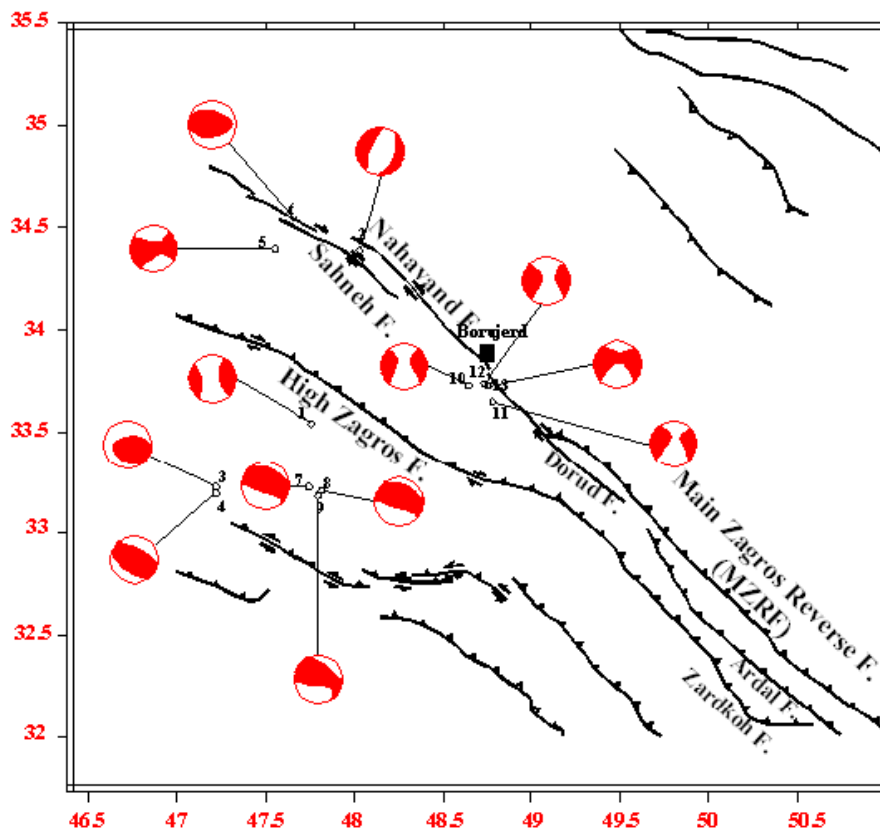 35.5
35
34.5
34
33.5
33
32.5
32
46.5 47 47.5 48 48.5 49 49.5 50 50.5
5
Sahneh F.
Nahavand F.
Borujerd
12
10
13
11
High Zagros F.
1
3
4
7
8
9
Dorud F.
Main Zagros Reverse F.
(MZRF)
Ardal F.
Zardkoh F.